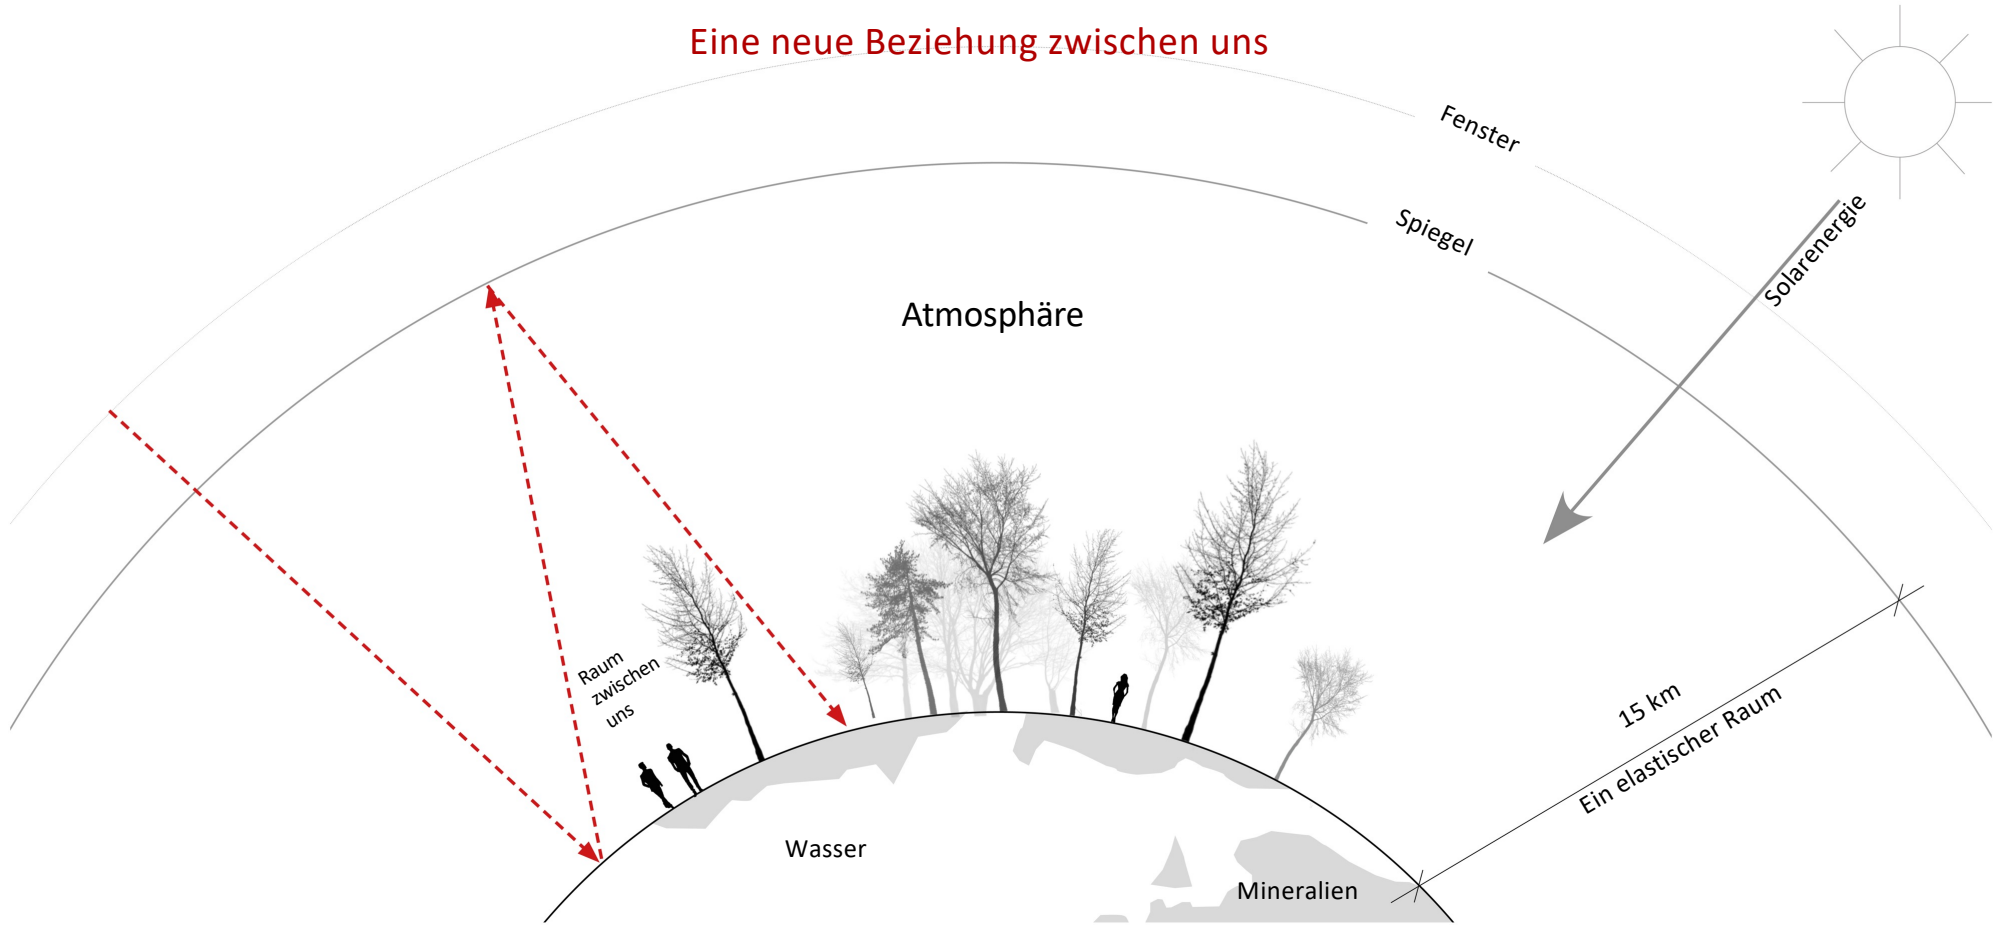 Eine neue Beziehung zwischen uns
Fenster
Spiegel
Solarenergie
Atmosphäre
Raum
zwischen
uns
15 km
Ein elastischer Raum
Wasser
Mineralien